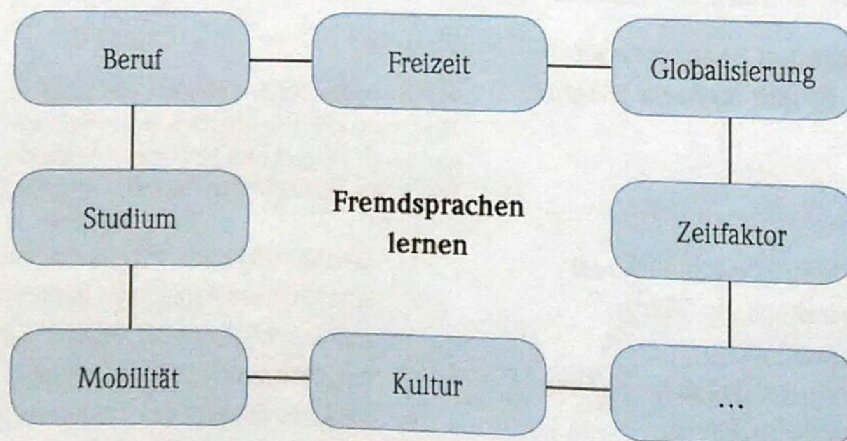 Beruf
Freizeit
Globalisierung
Studium
Fremdsprachen
lernen
Zeitfaktor
Mobilität
Kultur
...